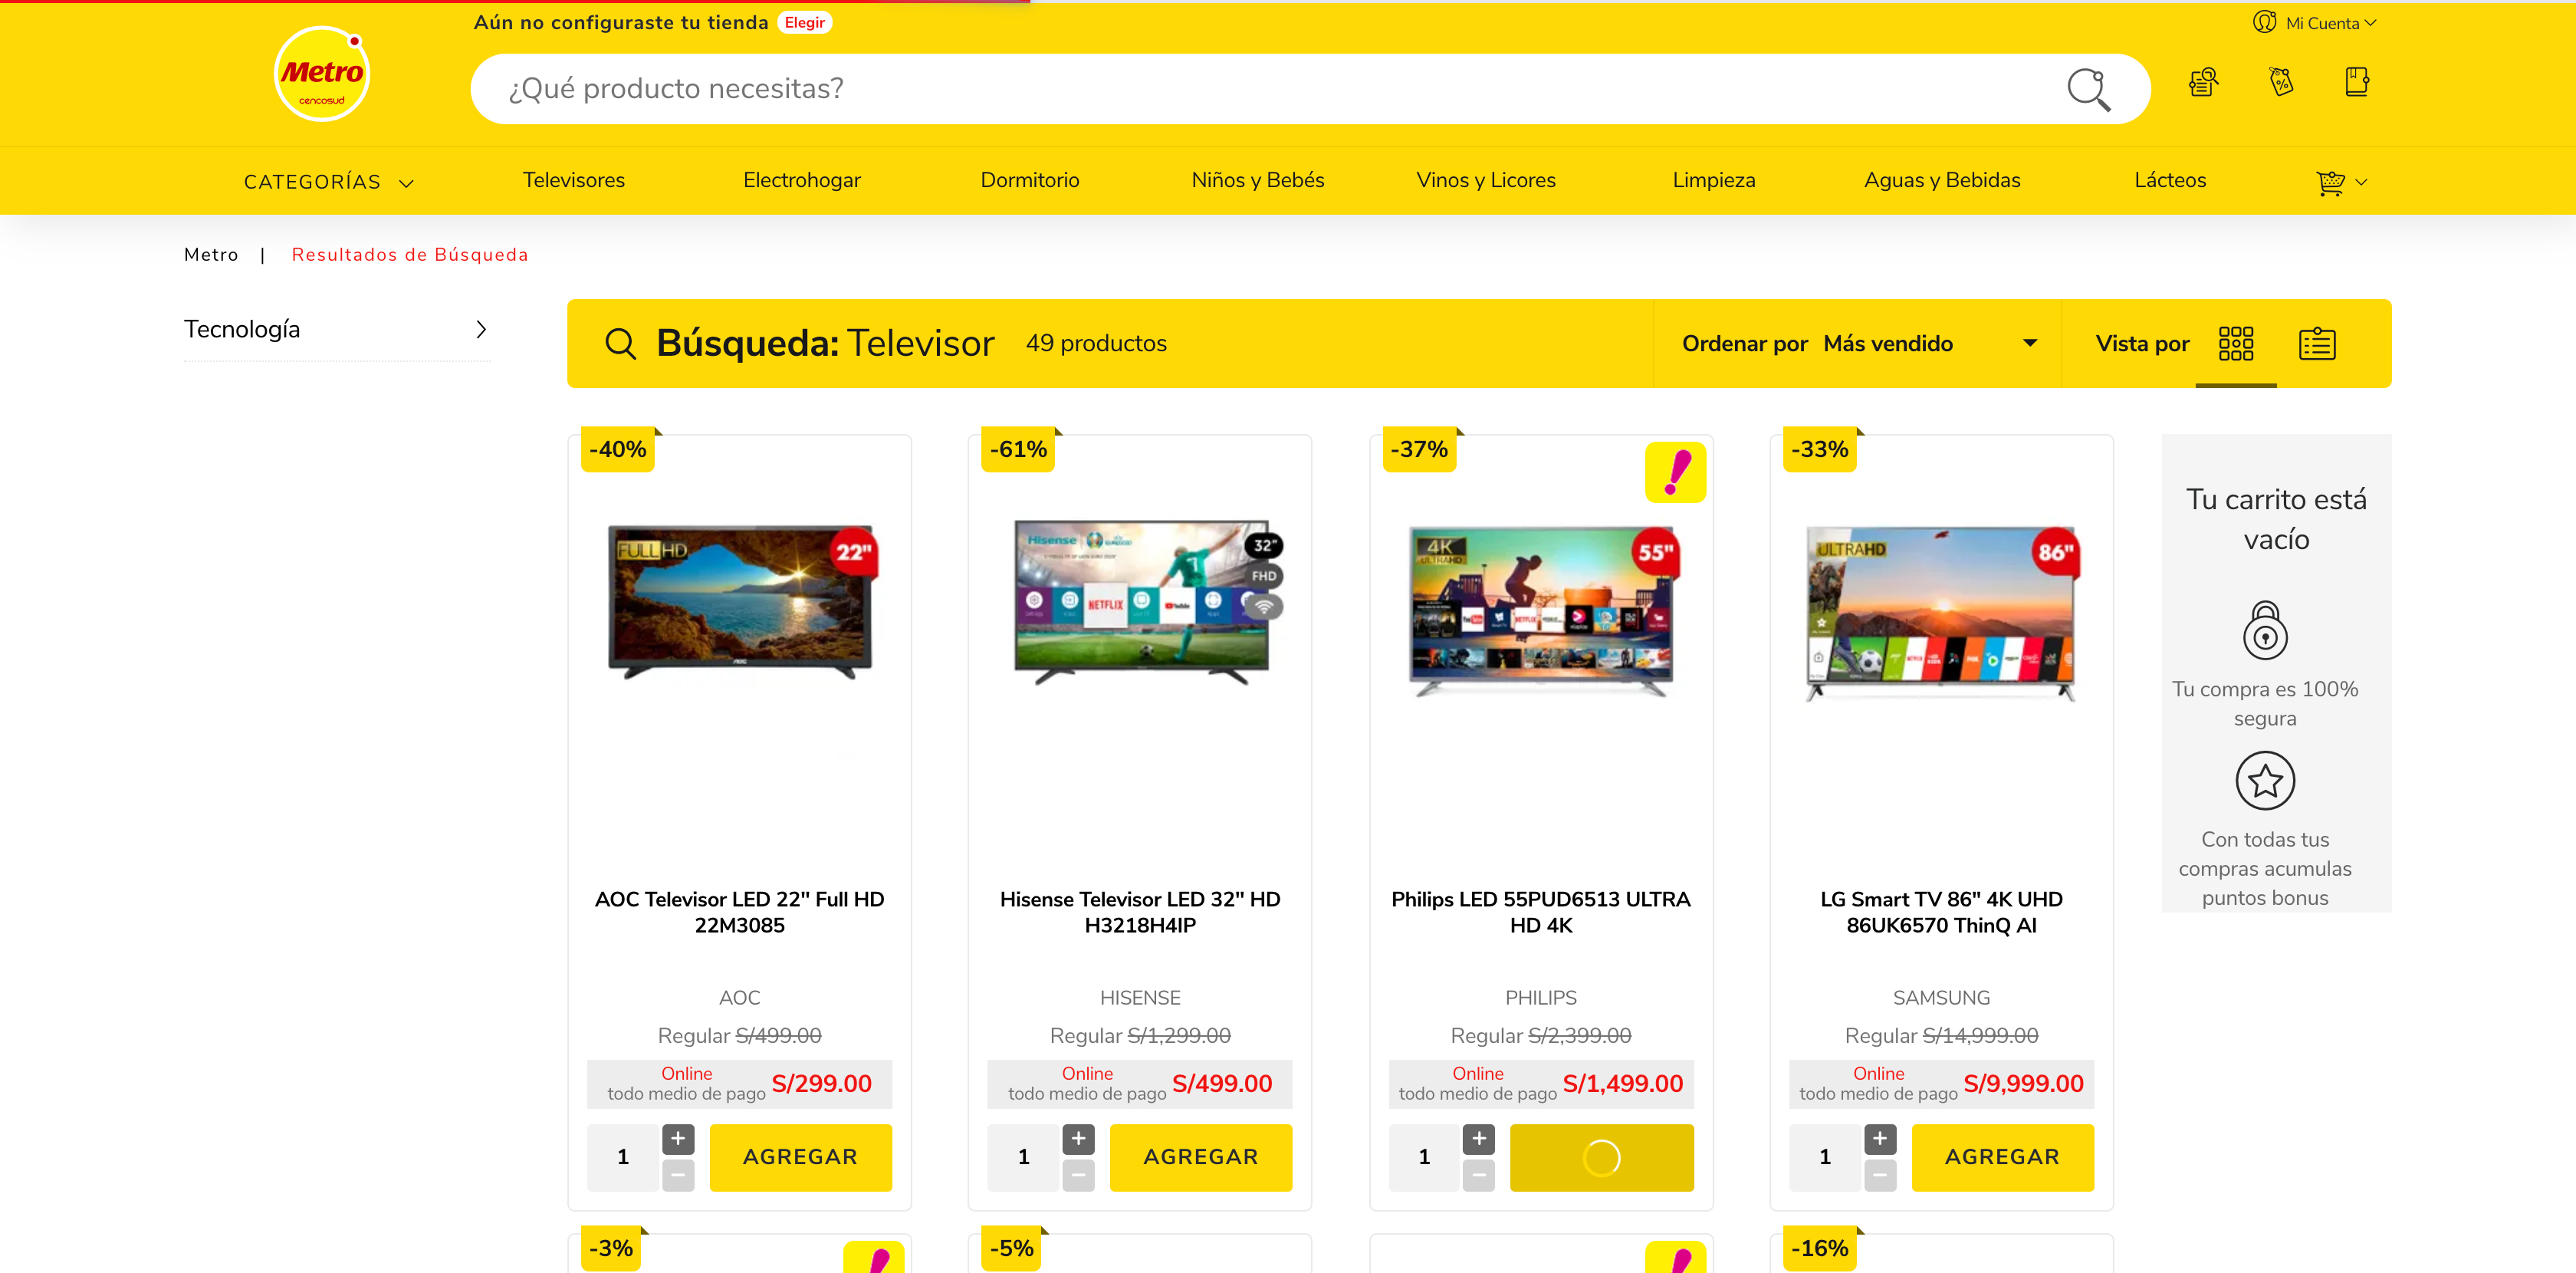 Aún no configuraste tu tienda Elegir
Mi Cuenta
Metro
cencosud
¿Qué producto necesitas?
CATEGORÍAS Televisores Electrohogar Dormitorio Niños y Bebés Vinos y Licores Limpieza Aguas y Bebidas Lácteos
Metro | Resultados de Búsqueda
Tecnología
Búsqueda: Televisor 49 productos
Ordenar por Más vendido
Vista por
-40%
FULL HD
22"
AOC
AOC Televisor LED 22" Full HD
22M3085
AOC
Regular S/499.00
Online
todo medio de pago S/299.00
1 + − AGREGAR
-61%
Hisense
32"
FHD
NETFLIX
YouTube
Hisense Televisor LED 32" HD
H3218H4IP
HISENSE
Regular S/1,299.00
Online
todo medio de pago S/499.00
1 + − AGREGAR
-37%
!
4K
ULTRAHD
55"
NETFLIX
Philips LED 55PUD6513 ULTRA
HD 4K
PHILIPS
Regular S/2,399.00
Online
todo medio de pago S/1,499.00
1 + −
-33%
ULTRAHD
86"
LG Smart TV 86" 4K UHD
86UK6570 ThinQ AI
SAMSUNG
Regular S/14,999.00
Online
todo medio de pago S/9,999.00
1 + − AGREGAR
Tu carrito está
vacío
Tu compra es 100%
segura
Con todas tus
compras acumulas
puntos bonus
-3%
-5%
-16%